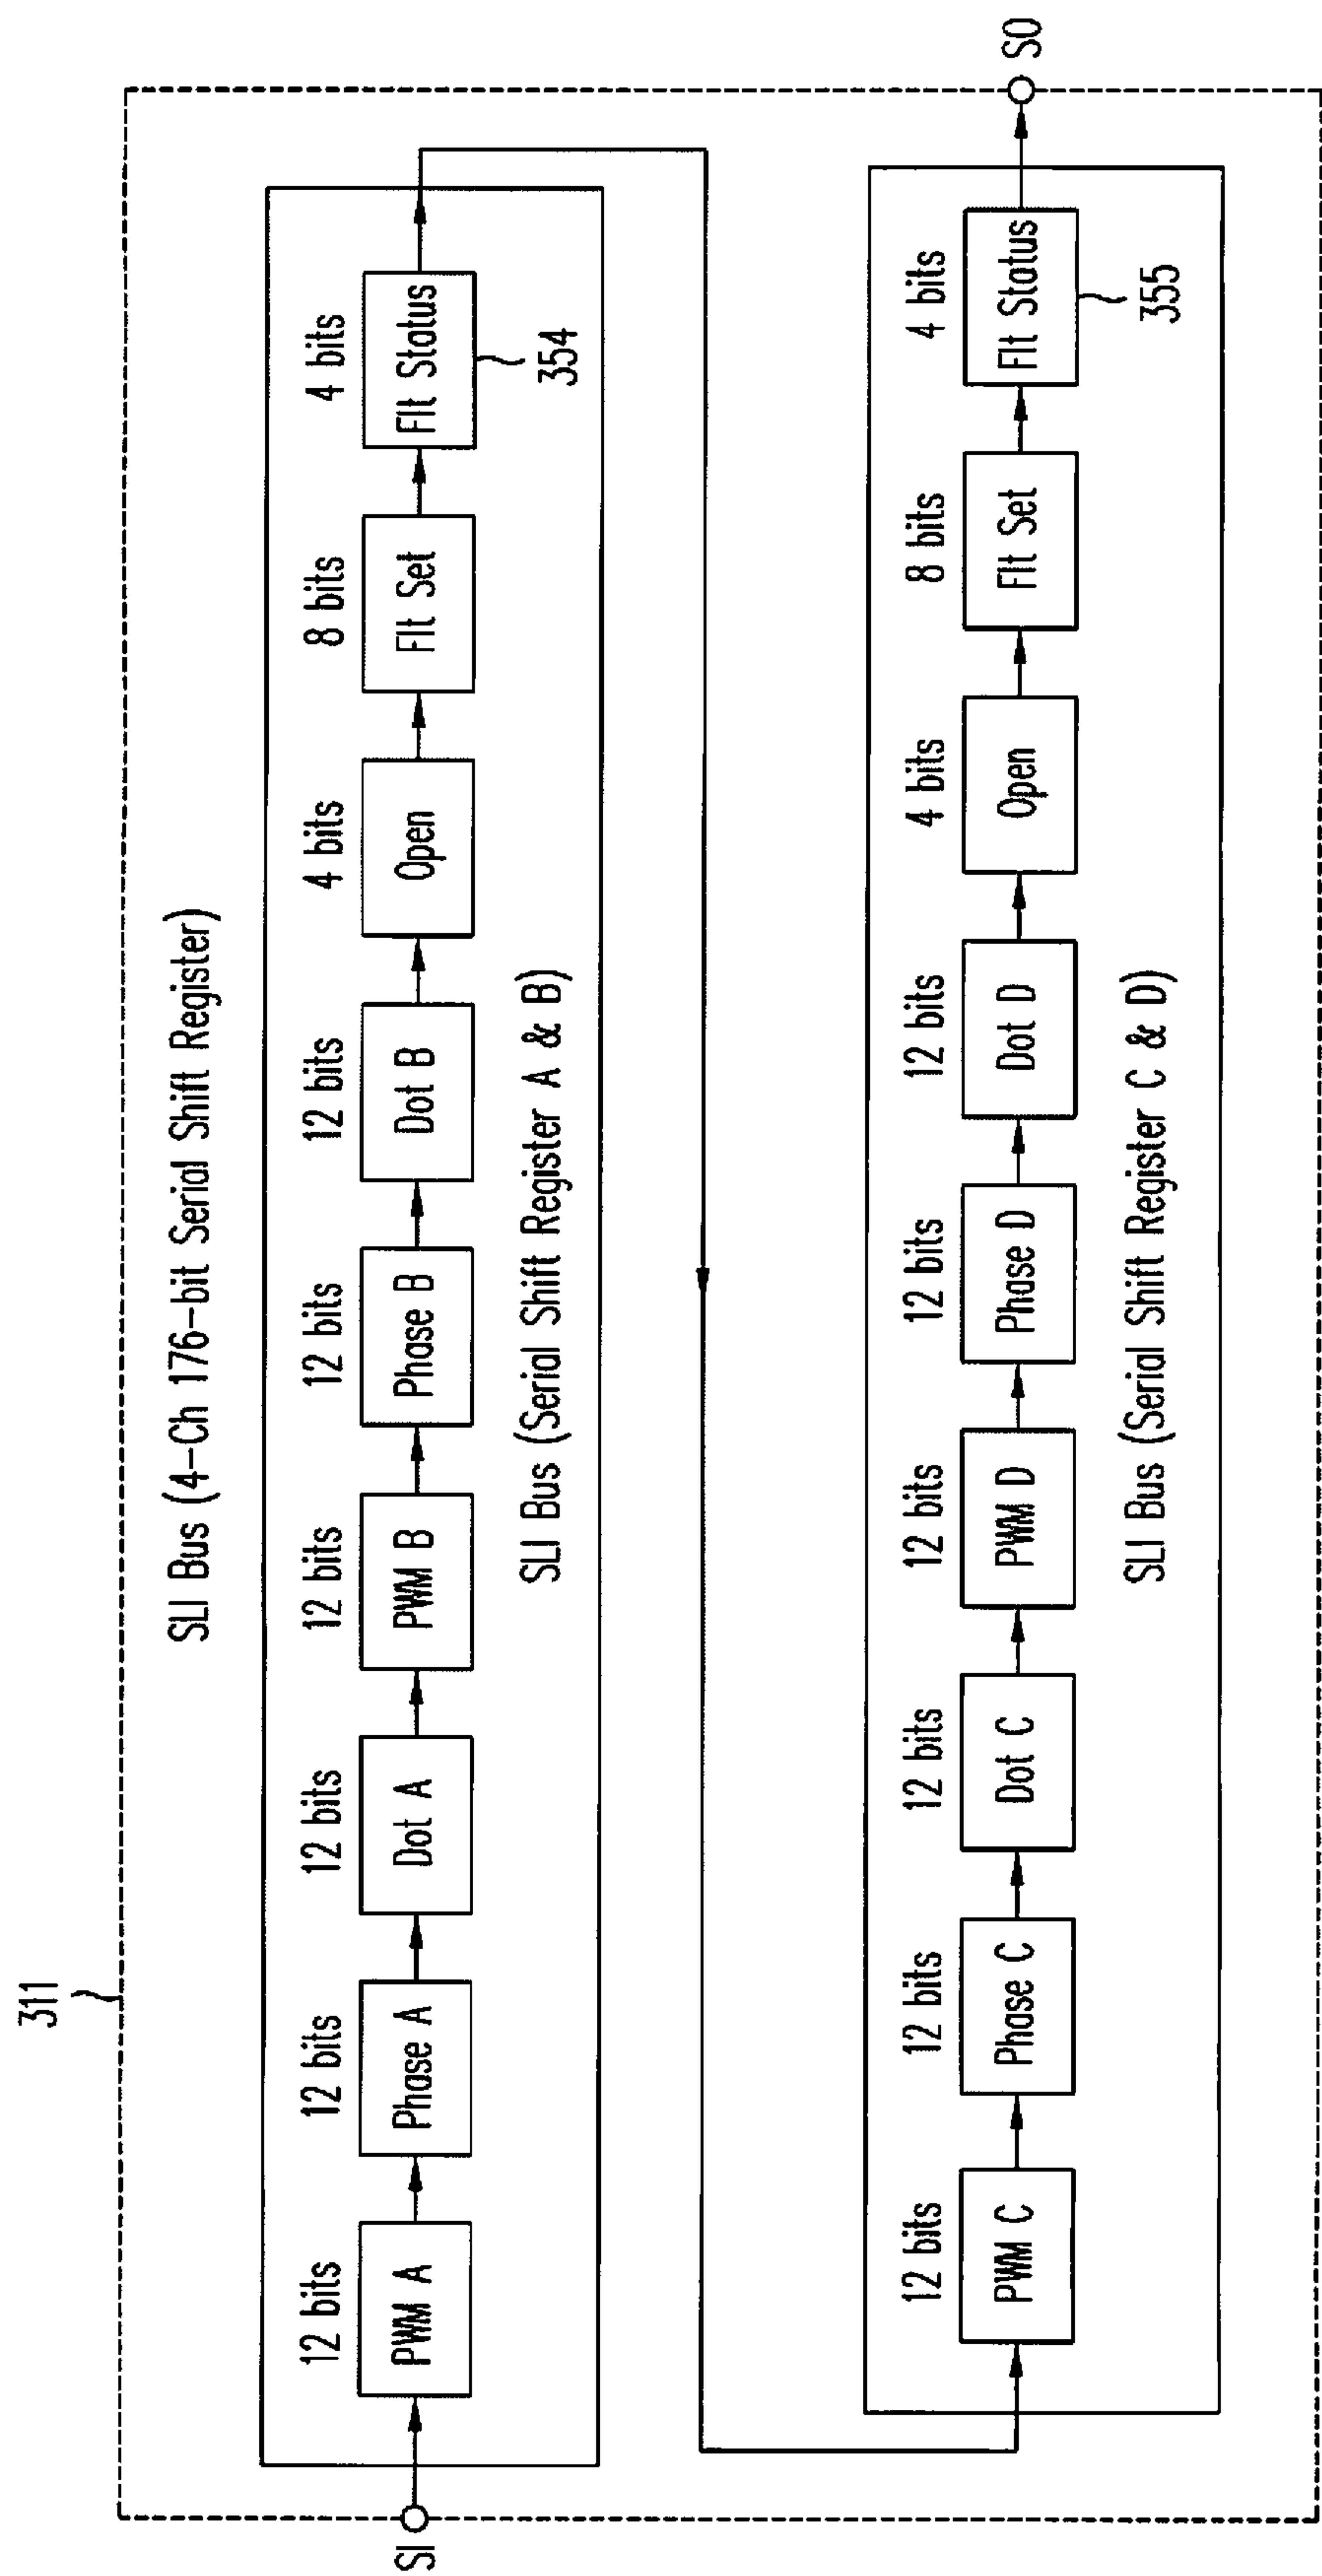 311
SLI Bus (4-Ch 176-bit Serial Shift Register)
12 bits 12 bits 12 bits 12 bits 12 bits 12 bits 4 bits 8 bits 4 bits
SI PWM A Phase A Dot A PWM B Phase B Dot B Open Flt Set Flt Status
354
SLI Bus (Serial Shift Register A & B)
12 bits 12 bits 12 bits 12 bits 12 bits 12 bits 4 bits 8 bits 4 bits
PWM C Phase C Dot C PWM D Phase D Dot D Open Flt Set Flt Status SO
355
SLI Bus (Serial Shift Register C & D)